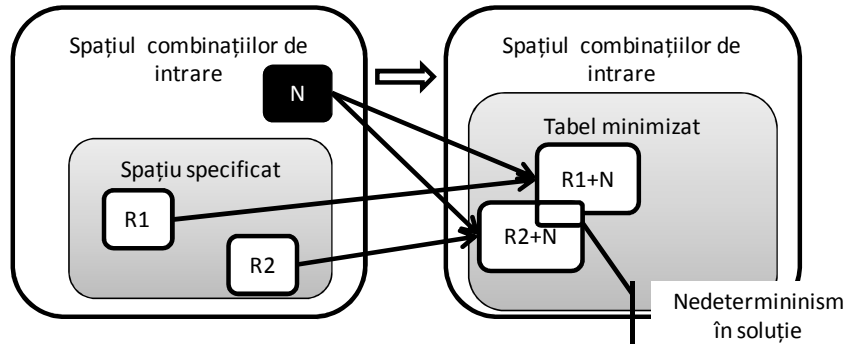 Spațiul combinațiilor de
intrare
N
Spațiu specificat
R1
R2
Spațiul combinațiilor de
intrare
Tabel minimizat
R1+N
R2+N
Nedetermininism
în soluție